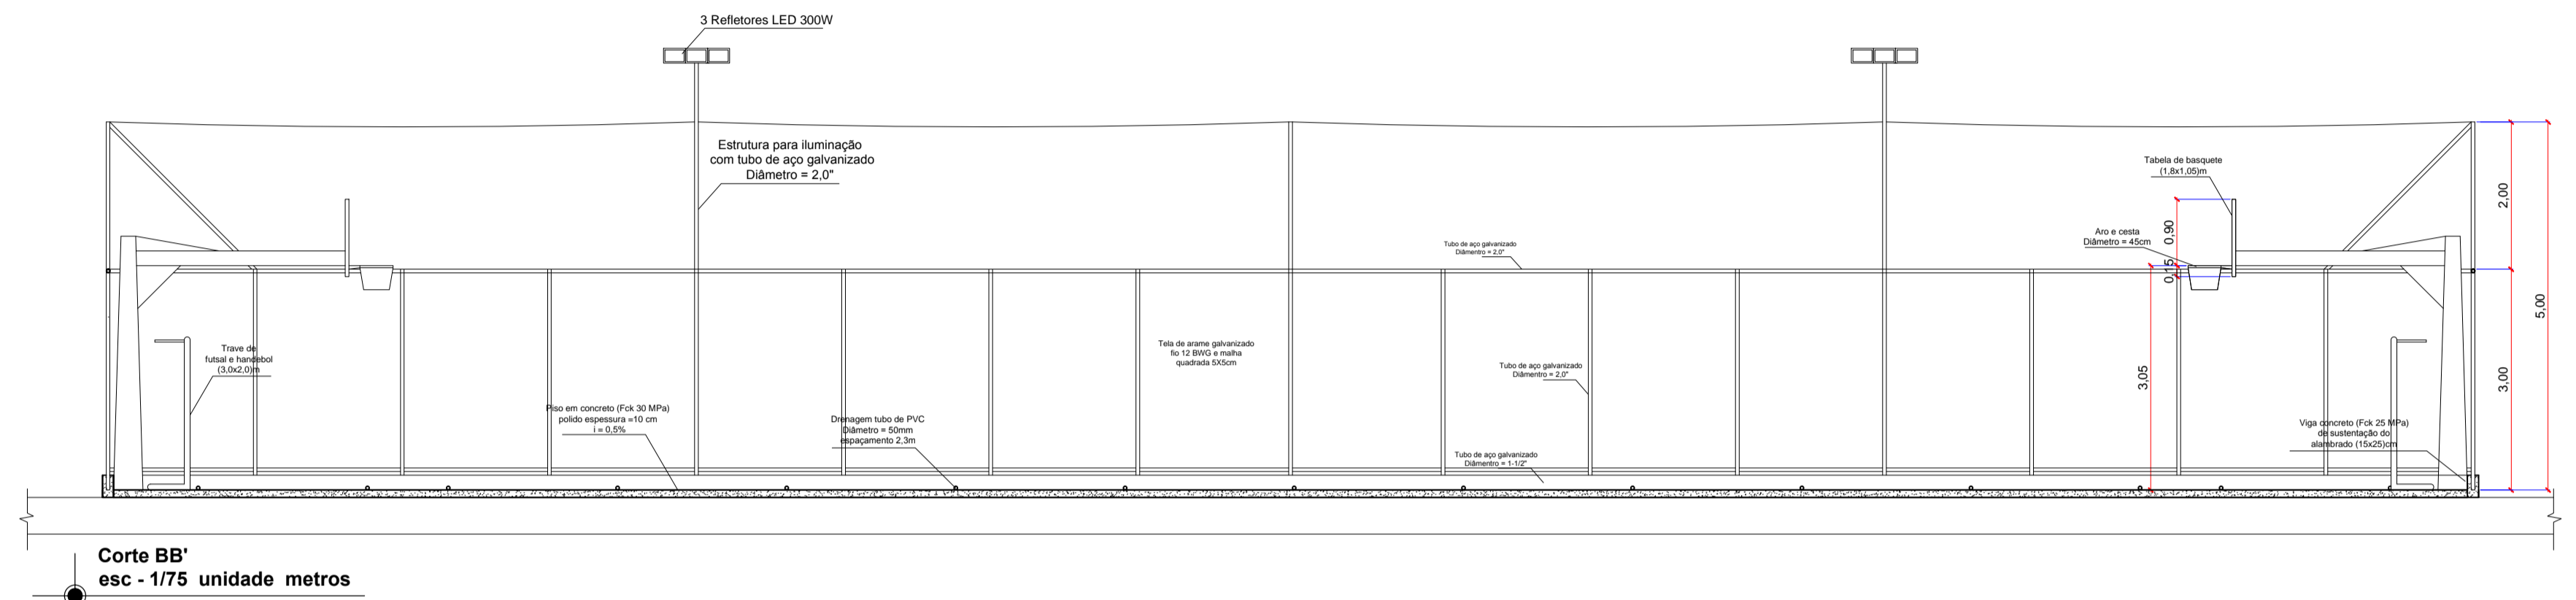 3 Refletores LED 300W
Estrutura para iluminação
com tubo de aço galvanizado
Diâmetro = 2,0"
Tabela de basquete
(1,8x1,05)m
Aro e cesta
Diâmetro = 45cm
0,90
0,15
2,00
5,00
3,05
3,00
Tubo de aço galvanizado
Diâmentro = 2,0"
Trave de
futsal e handebol
(3,0x2,0)m
Tela de arame galvanizado
fio 12 BWG e malha
quadrada 5X5cm
Tubo de aço galvanizado
Diâmentro = 2,0"
Piso em concreto (Fck 30 MPa)
polido espessura =10 cm
i = 0,5%
Drenagem tubo de PVC
Diâmetro = 50mm
espaçamento 2,3m
Tubo de aço galvanizado
Diâmentro = 1-1/2"
Viga concreto (Fck 25 MPa)
de sustentação do
alambrado (15x25)cm
Corte BB'
esc - 1/75 unidade metros